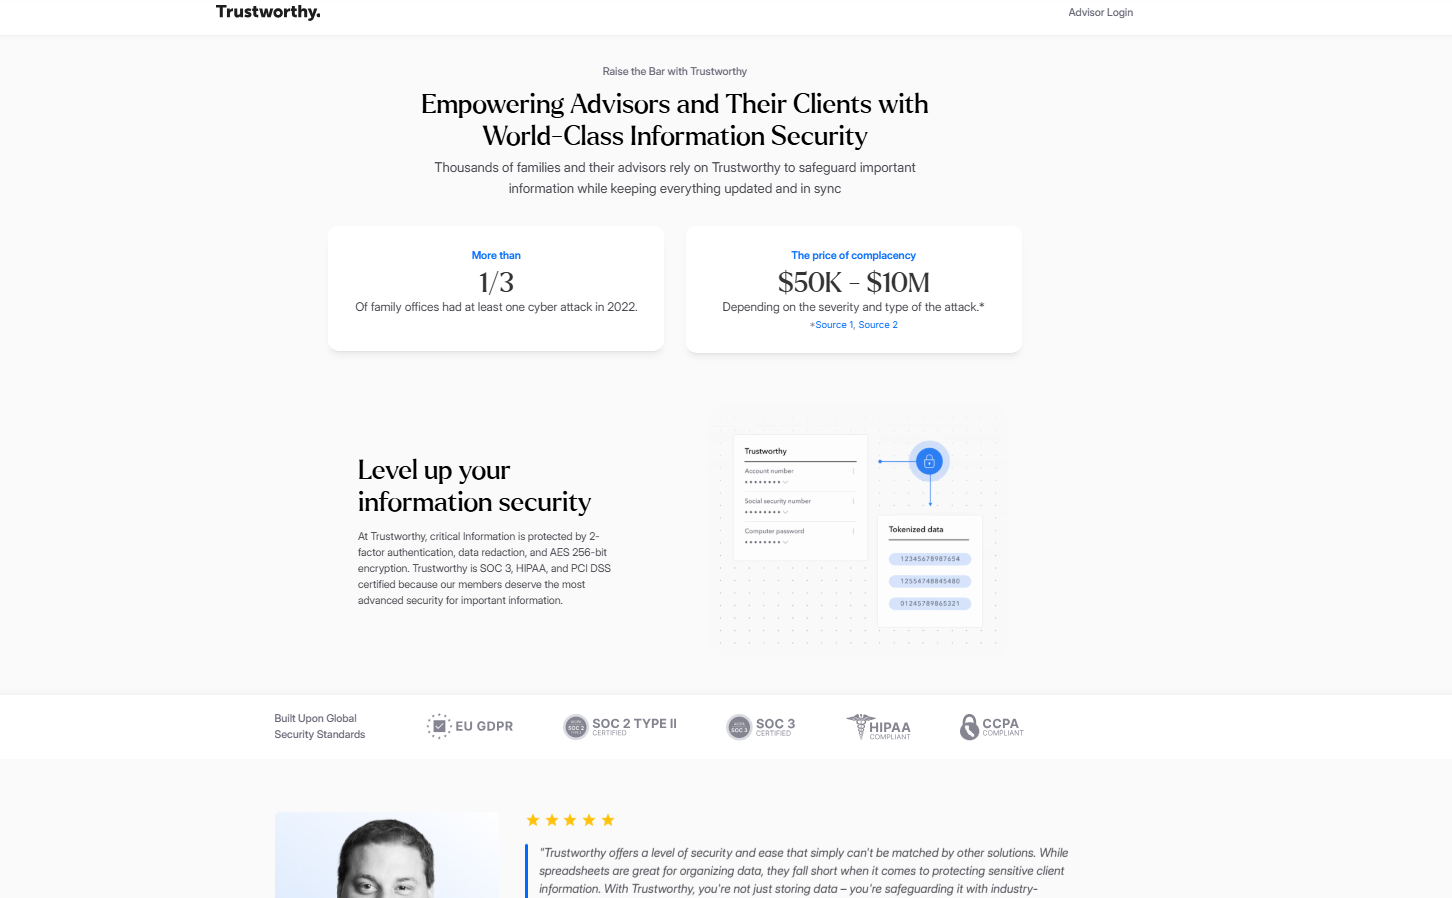 Trustworthy.
Advisor Login
Raise the Bar with Trustworthy
Empowering Advisors and Their Clients with
World-Class Information Security
Thousands of families and their advisors rely on Trustworthy to safeguard important
information while keeping everything updated and in sync
More than
1/3
Of family offices had at least one cyber attack in 2022.
The price of complacency
$50K - $10M
Depending on the severity and type of the attack.*
*Source 1, Source 2
Level up your
information security
At Trustworthy, critical Information is protected by 2-
factor authentication, data redaction, and AES 256-bit
encryption. Trustworthy is SOC 3, HIPAA, and PCI DSS
certified because our members deserve the most
advanced security for important information.
Trustworthy
Account number
Social security number
Computer password
Tokenized data
12345678987654
12554748845480
01245789865321
Built Upon Global
Security Standards
EU GDPR
SOC 2
SOC 2 TYPE II
CERTIFIED
SOC 3
SOC 3
CERTIFIED
HIPAA
COMPLIANT
CCPA
COMPLIANT
"Trustworthy offers a level of security and ease that simply can't be matched by other solutions. While
spreadsheets are great for organizing data, they fall short when it comes to protecting sensitive client
information. With Trustworthy, you're not just storing data – you're safeguarding it with industry-